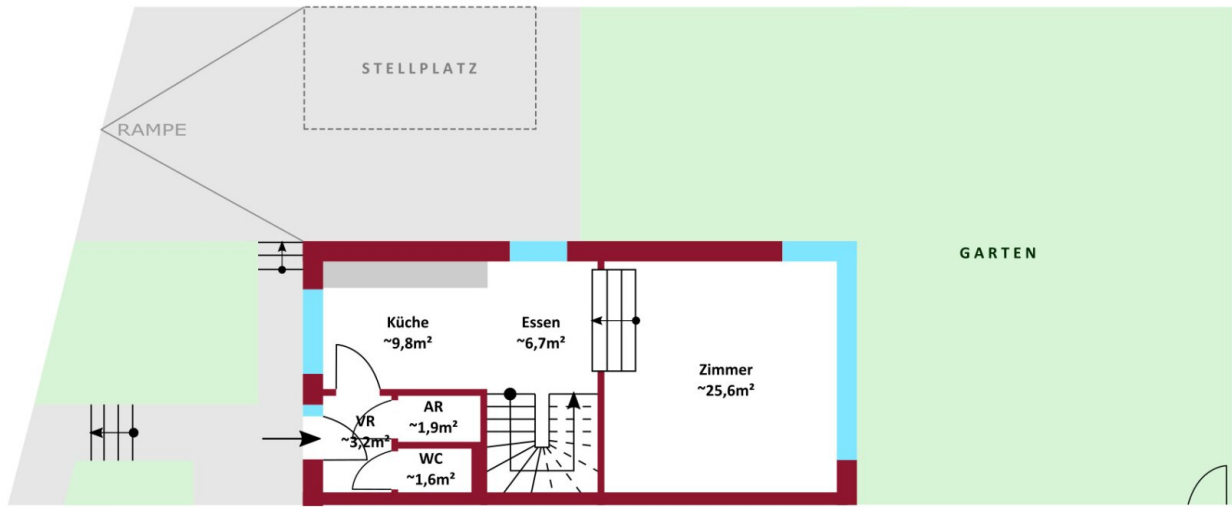 STELLPLATZ
RAMPE
GARTEN
Küche
~9,8m²
Essen
~6,7m²
Zimmer
~25,6m²
VR
~3,2m²
AR
~1,9m²
WC
~1,6m²